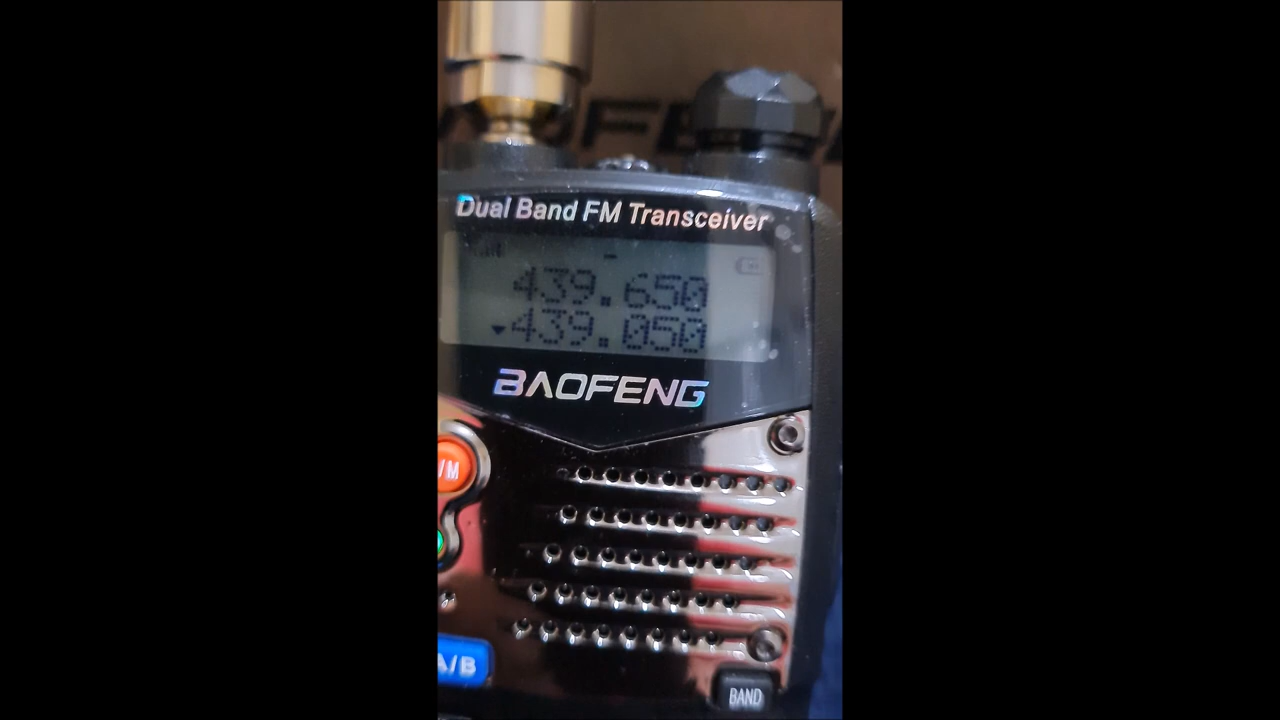 Dual Band FM Transceiver
439.650
439.050
BAOFENG
/M
A/B
BAND